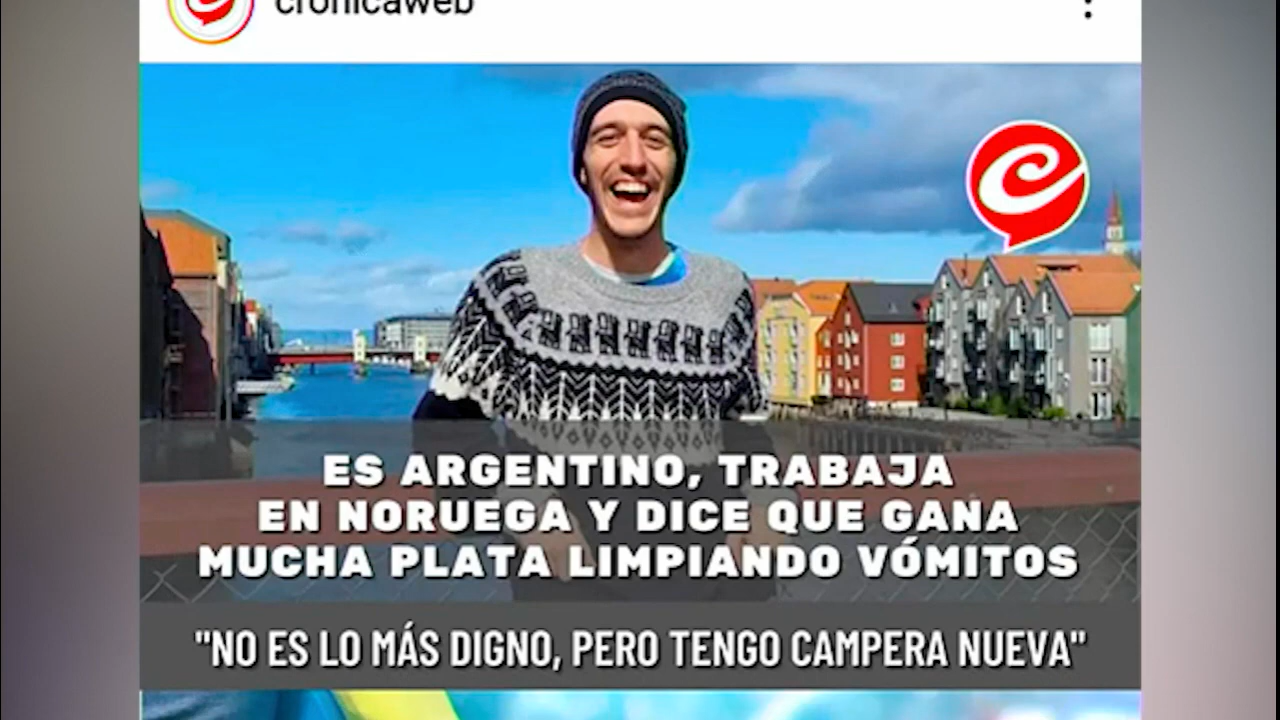 cronicaweb
ES ARGENTINO, TRABAJA
EN NORUEGA Y DICE QUE GANA
MUCHA PLATA LIMPIANDO VÓMITOS
"NO ES LO MÁS DIGNO, PERO TENGO CAMPERA NUEVA"